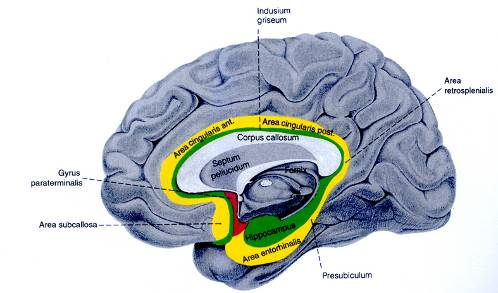 Indusium
griseum
Area
retrosplenialis
Area cingularis ant.
Area cingularis post.
Corpus callosum
Septum
pellucidum
Fornix
Gyrus
paraterminalis
Area subcallosa
Hippocampus
Area entorhinalis
Presubiculum